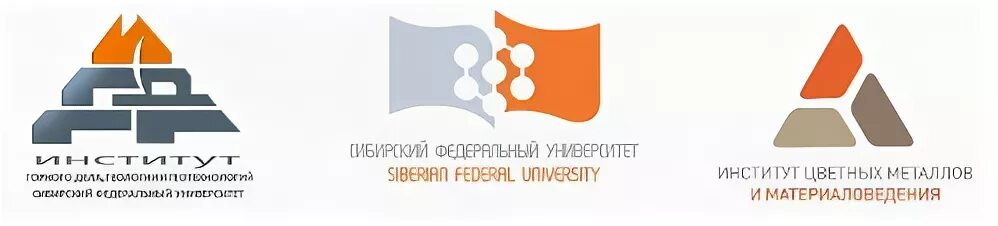 ИНСТИТУТ
ГОРНОГО ДЕЛА, ГЕОЛОГИИ И ГЕОТЕХНОЛОГИЙ
СИБИРСКИЙ ФЕДЕРАЛЬНЫЙ УНИВЕРСИТЕТ
СИБИРСКИЙ ФЕДЕРАЛЬНЫЙ УНИВЕРСИТЕТ
SIBERIAN FEDERAL UNIVERSITY
ИНСТИТУТ ЦВЕТНЫХ МЕТАЛЛОВ
И МАТЕРИАЛОВЕДЕНИЯ